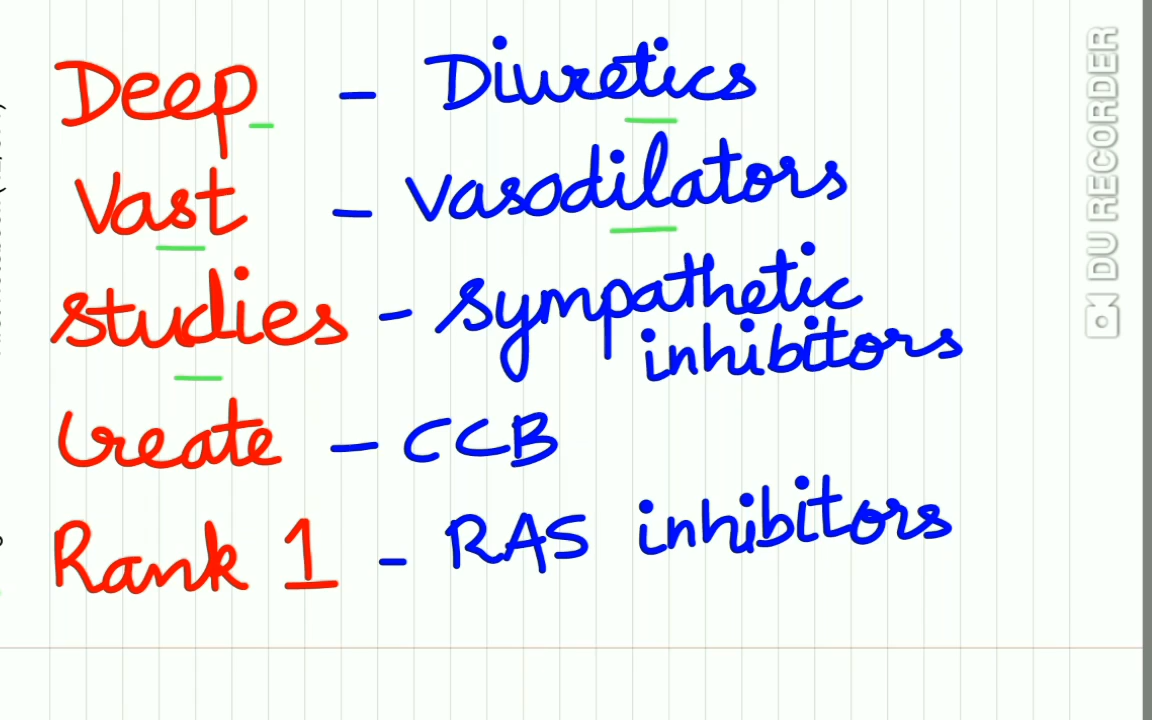 Deep - Diuretics
Vast - Vasodilators
Studies - Sympathetic
inhibitors
Create - CCB
Rank 1 - RAS inhibitors
DU RECORDER